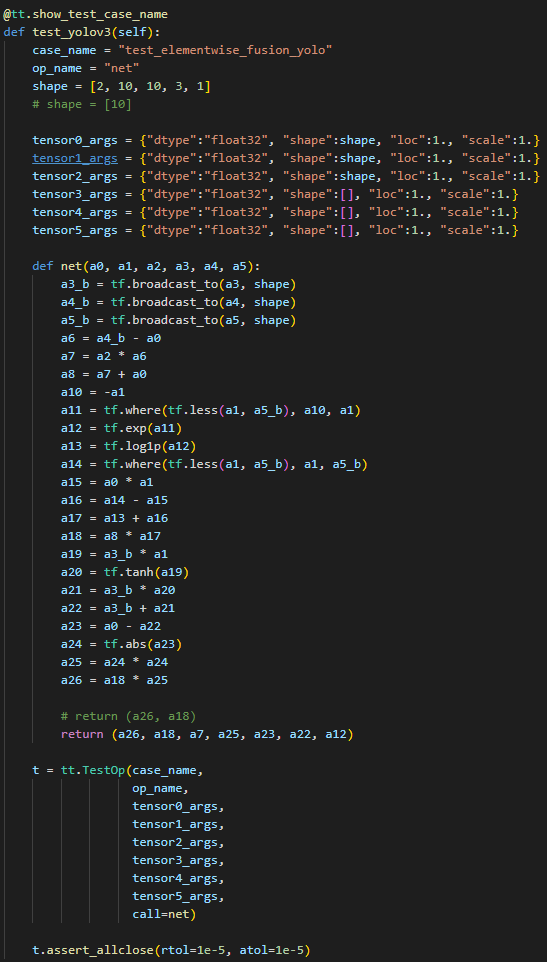 @tt.show_test_case_name
def test_yolov3(self):
    case_name = "test_elementwise_fusion_yolo"
    op_name = "net"
    shape = [2, 10, 10, 3, 1]
    # shape = [10]

    tensor0_args = {"dtype":"float32", "shape":shape, "loc":1., "scale":1.}
    tensor1_args = {"dtype":"float32", "shape":shape, "loc":1., "scale":1.}
    tensor2_args = {"dtype":"float32", "shape":shape, "loc":1., "scale":1.}
    tensor3_args = {"dtype":"float32", "shape":[], "loc":1., "scale":1.}
    tensor4_args = {"dtype":"float32", "shape":[], "loc":1., "scale":1.}
    tensor5_args = {"dtype":"float32", "shape":[], "loc":1., "scale":1.}

    def net(a0, a1, a2, a3, a4, a5):
        a3_b = tf.broadcast_to(a3, shape)
        a4_b = tf.broadcast_to(a4, shape)
        a5_b = tf.broadcast_to(a5, shape)
        a6 = a4_b - a0
        a7 = a2 * a6
        a8 = a7 + a0
        a10 = -a1
        a11 = tf.where(tf.less(a1, a5_b), a10, a1)
        a12 = tf.exp(a11)
        a13 = tf.log1p(a12)
        a14 = tf.where(tf.less(a1, a5_b), a1, a5_b)
        a15 = a0 * a1
        a16 = a14 - a15
        a17 = a13 + a16
        a18 = a8 * a17
        a19 = a3_b * a1
        a20 = tf.tanh(a19)
        a21 = a3_b * a20
        a22 = a3_b + a21
        a23 = a0 - a22
        a24 = tf.abs(a23)
        a25 = a24 * a24
        a26 = a18 * a25

        # return (a26, a18)
        return (a26, a18, a7, a25, a23, a22, a12)

    t = tt.TestOp(case_name,
                  op_name,
                  tensor0_args,
                  tensor1_args,
                  tensor2_args,
                  tensor3_args,
                  tensor4_args,
                  tensor5_args,
                  call=net)

    t.assert_allclose(rtol=1e-5, atol=1e-5)